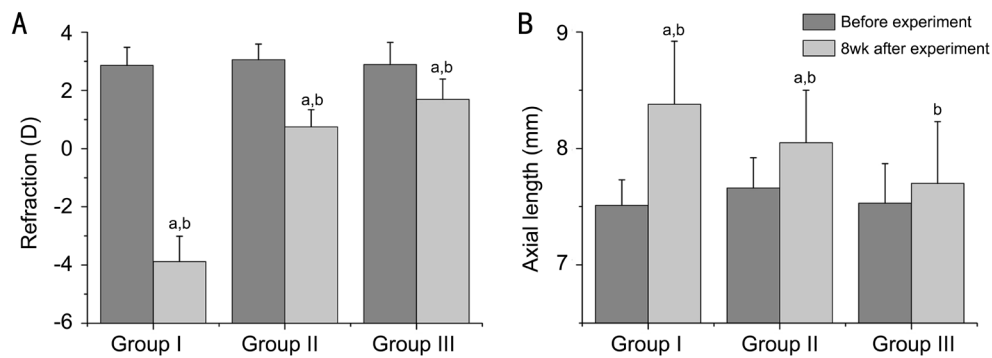 A
4
2
0
-2
-4
-6
Refraction (D)
a,b
a,b
a,b
Group I
Group II
Group III
B
9
8
7
Axial length (mm)
Before experiment
8wk after experiment
a,b
a,b
b
Group I
Group II
Group III